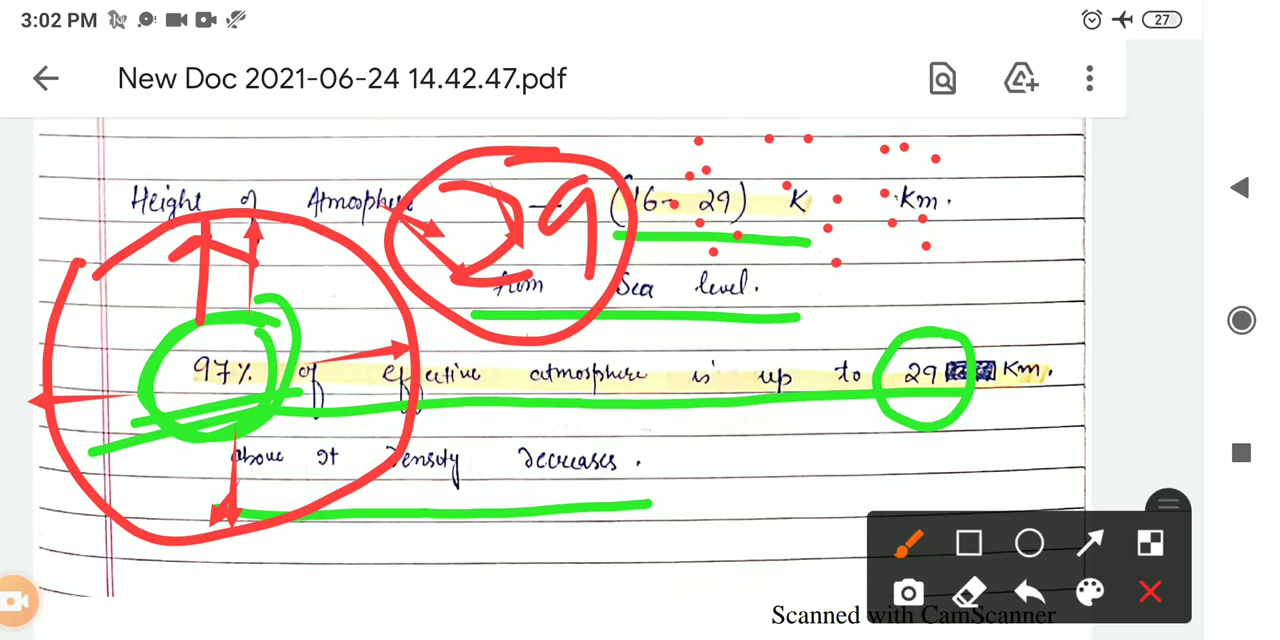 3:02 PM 27
New Doc 2021-06-24 14.42.47.pdf
Height of Atmosphere — (16- 29) K Km.
29
from Sea level.
97% of effective atmosphere is up to 29 Km.
above it Density Decreases.
Scanned with CamScanner